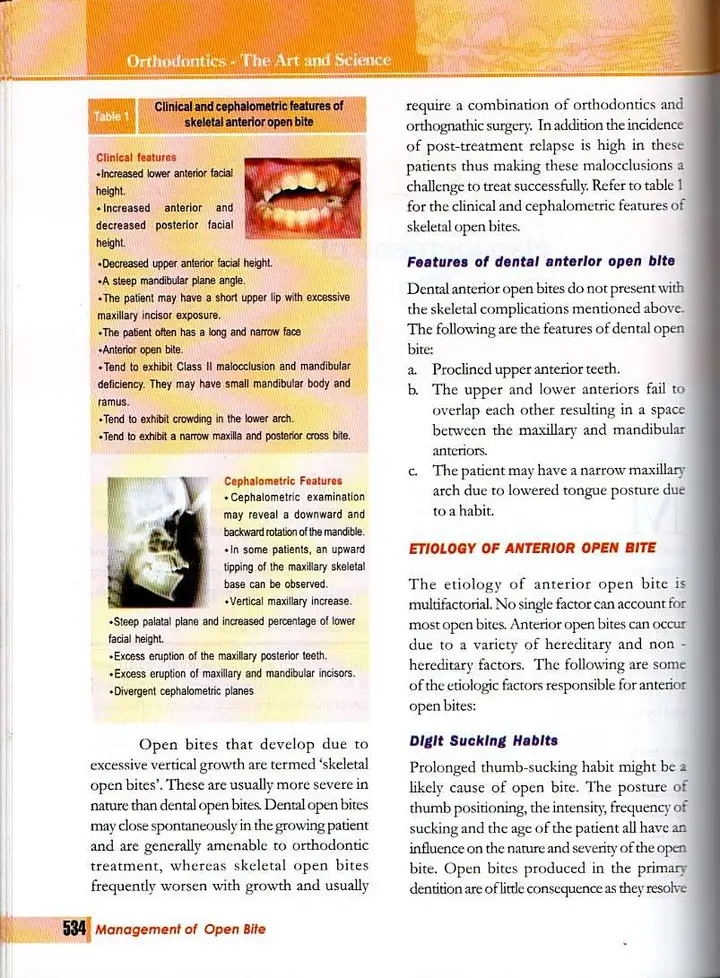 Orthodontics - The Art and Science
Table 1
Clinical and cephalometric features of
skeletal anterior open bite
Clinical features
•Increased lower anterior facial
height.
•Increased anterior and
decreased posterior facial
height.
•Decreased upper anterior facial height.
•A steep mandibular plane angle.
•The patient may have a short upper lip with excessive
maxillary incisor exposure.
•The patient often has a long and narrow face
•Anterior open bite.
•Tend to exhibit Class II malocclusion and mandibular
deficiency. They may have small mandibular body and
ramus.
•Tend to exhibit crowding in the lower arch.
•Tend to exhibit a narrow maxilla and posterior cross bite.
Cephalometric Features
•Cephalometric examination
may reveal a downward and
backward rotation of the mandible.
•In some patients, an upward
tipping of the maxillary skeletal
base can be observed.
•Vertical maxillary increase.
•Steep palatal plane and increased percentage of lower
facial height.
•Excess eruption of the maxillary posterior teeth.
•Excess eruption of maxillary and mandibular incisors.
•Divergent cephalometric planes
Open bites that develop due to
excessive vertical growth are termed ‘skeletal
open bites’. These are usually more severe in
nature than dental open bites. Dental open bites
may close spontaneously in the growing patient
and are generally amenable to orthodontic
treatment, whereas skeletal open bites
frequently worsen with growth and usually
require a combination of orthodontics and
orthognathic surgery. In addition the incidence
of post-treatment relapse is high in these
patients thus making these malocclusions a
challenge to treat successfully. Refer to table 1
for the clinical and cephalometric features of
skeletal open bites.
Features of dental anterior open bite
Dental anterior open bites do not present with
the skeletal complications mentioned above.
The following are the features of dental open
bite:
a. Proclined upper anterior teeth.
b. The upper and lower anteriors fail to
overlap each other resulting in a space
between the maxillary and mandibular
anteriors.
c. The patient may have a narrow maxillary
arch due to lowered tongue posture due
to a habit.
ETIOLOGY OF ANTERIOR OPEN BITE
The etiology of anterior open bite is
multifactorial. No single factor can account for
most open bites. Anterior open bites can occur
due to a variety of hereditary and non -
hereditary factors. The following are some
of the etiologic factors responsible for anterior
open bites:
Digit Sucking Habits
Prolonged thumb-sucking habit might be a
likely cause of open bite. The posture of
thumb positioning, the intensity, frequency of
sucking and the age of the patient all have an
influence on the nature and severity of the open
bite. Open bites produced in the primary
dentition are of little consequence as they resolve
534 Management of Open Bite